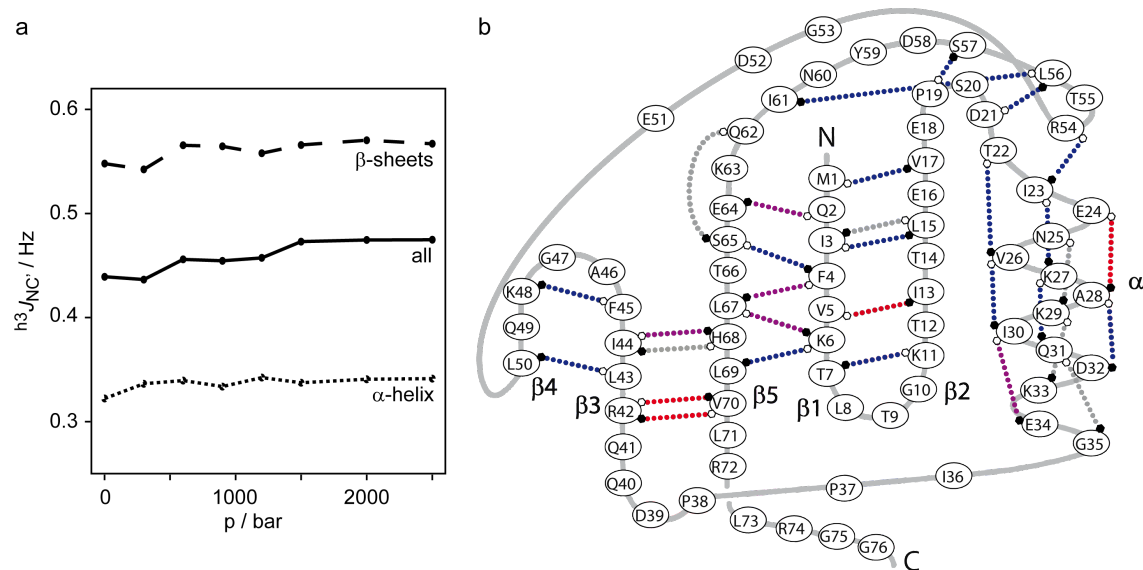 a
b
0.6
0.5
0.4
0.3
h3JNC' / Hz
β-sheets
all
α-helix
0
1000
2000
p / bar
G53
D52
E51
D58
S57
Y59
N60
I61
Q62
K63
E64
S65
T66
L67
H68
L69
V70
L71
R72
L73
R74
G75
G76
C
N
M1
Q2
I3
F4
V5
K6
T7
L8
T9
G10
K11
T12
I13
T14
L15
E16
V17
E18
P19
S20
D21
T22
I23
E24
N25
V26
K27
A28
K29
I30
Q31
D32
K33
E34
G35
I36
P37
P38
D39
Q40
Q41
R42
L43
I44
F45
A46
G47
K48
Q49
L50
R54
T55
L56
α
β1
β2
β3
β4
β5